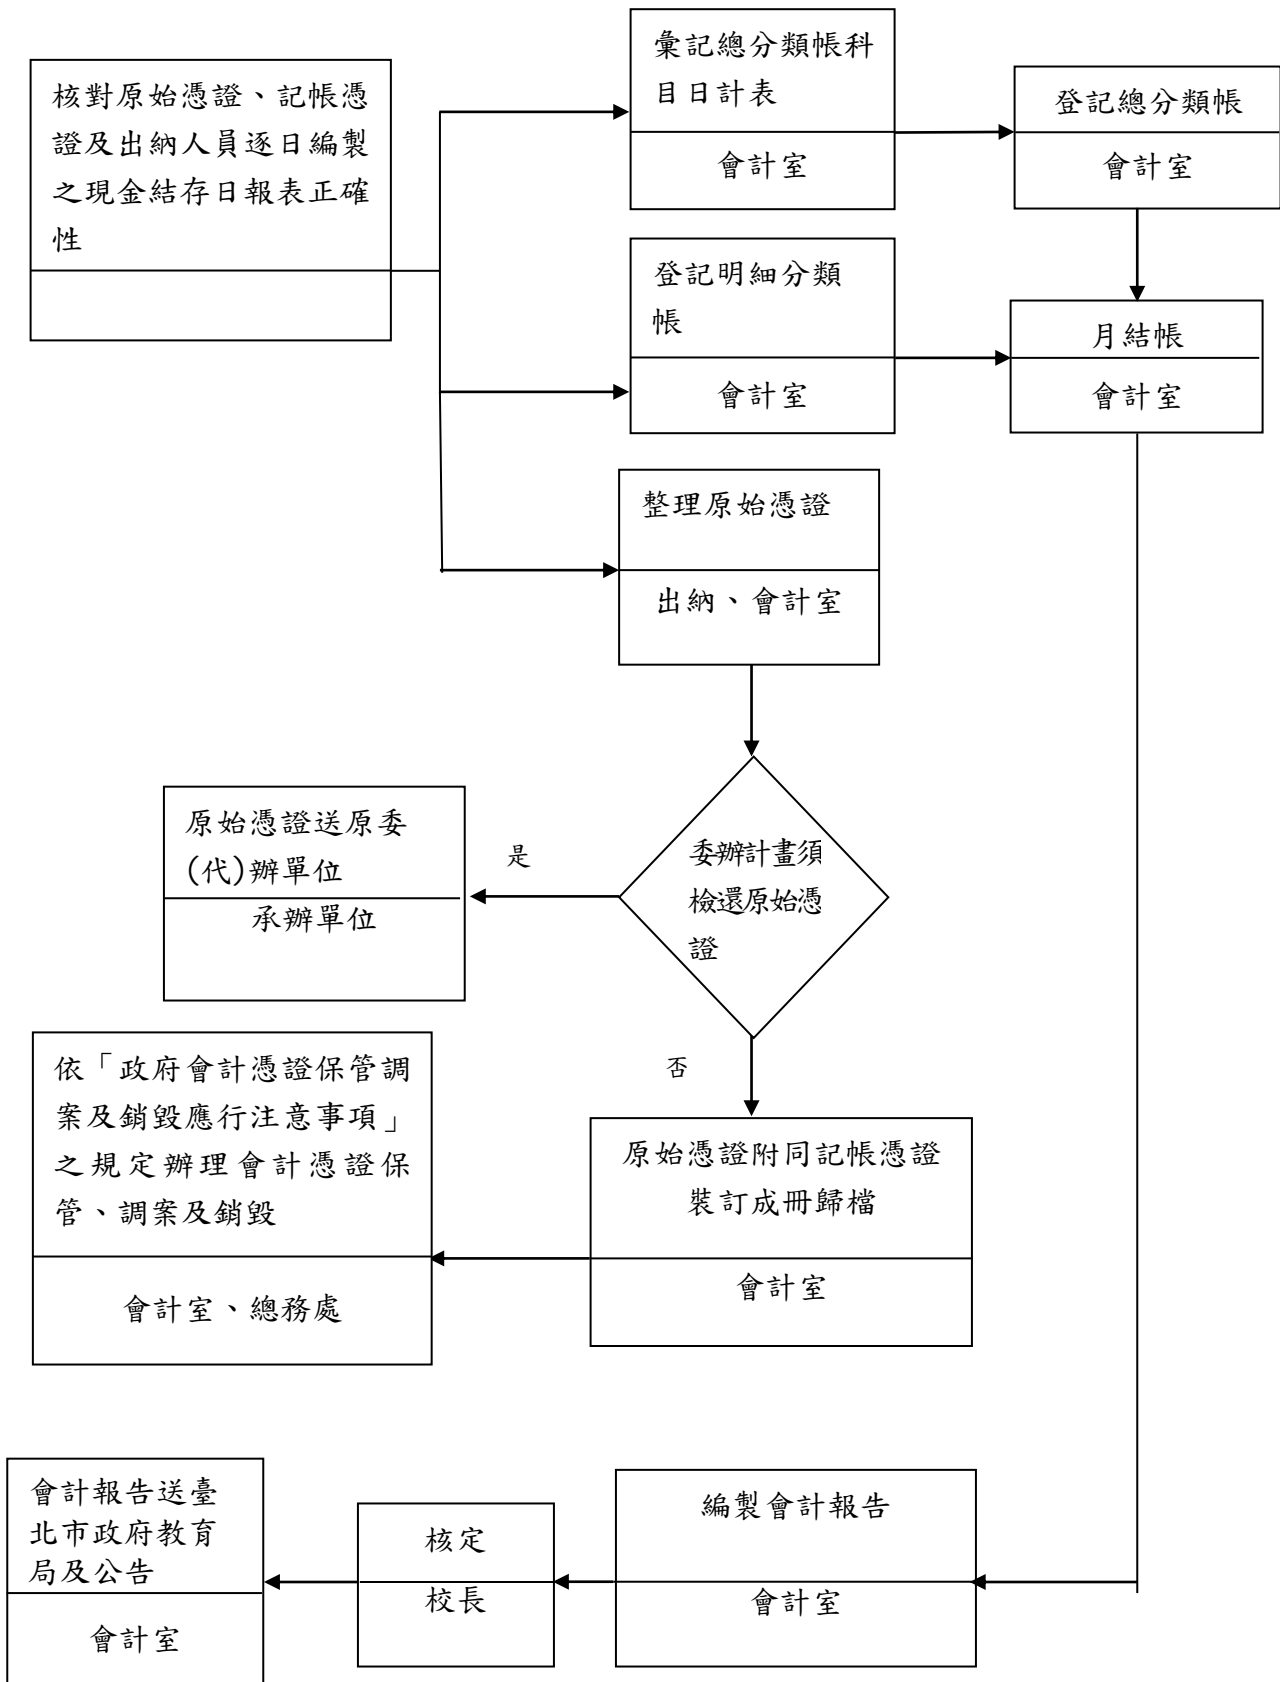 核對原始憑證、記帳憑
證及出納人員逐日編製
之現金結存日報表正確
性
彙記總分類帳科
目日計表
會計室
登記總分類帳
會計室
登記明細分類
帳
會計室
月結帳
會計室
整理原始憑證
出納、會計室
委辦計畫須
檢還原始憑
證
是
原始憑證送原委
(代)辦單位
承辦單位
否
原始憑證附同記帳憑證
裝訂成冊歸檔
會計室
依「政府會計憑證保管調
案及銷毀應行注意事項」
之規定辦理會計憑證保
管、調案及銷毀
會計室、總務處
編製會計報告
會計室
核定
校長
會計報告送臺
北市政府教育
局及公告
會計室